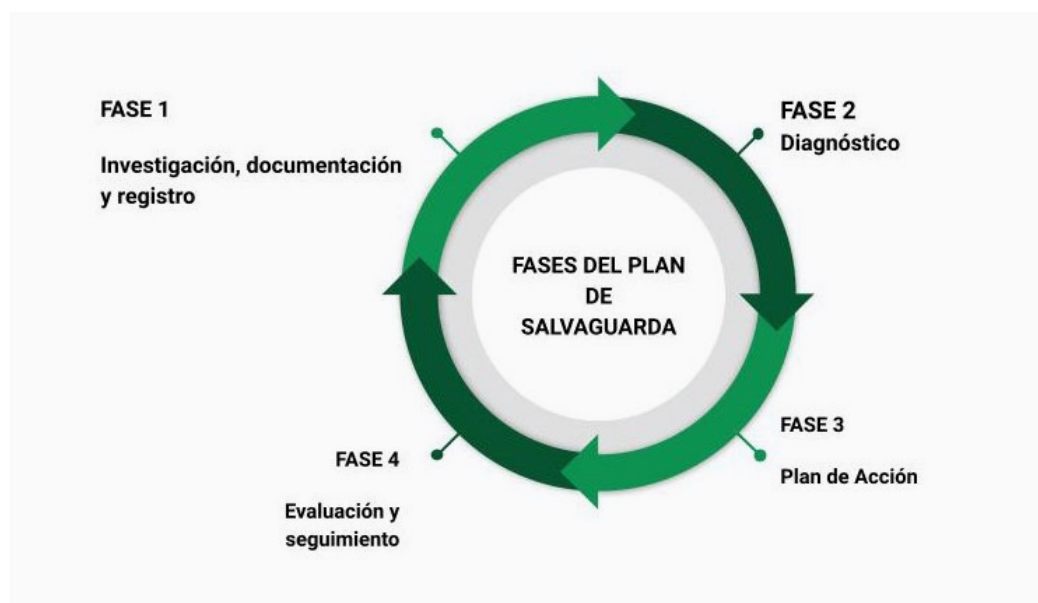 FASE 1
Investigación, documentación
y registro
FASE 2
Diagnóstico
FASES DEL PLAN
DE
SALVAGUARDA
FASE 3
Plan de Acción
FASE 4
Evaluación y
seguimiento